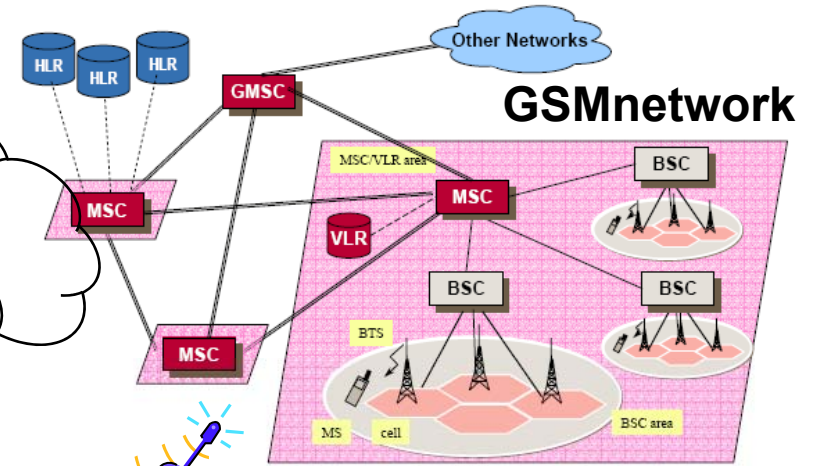 Other Networks
HLR
HLR
HLR
GMSC
GSMnetwork
MSC/VLR area
BSC
MSC
MSC
VLR
BSC
BSC
BTS
MSC
MS
cell
BSC area